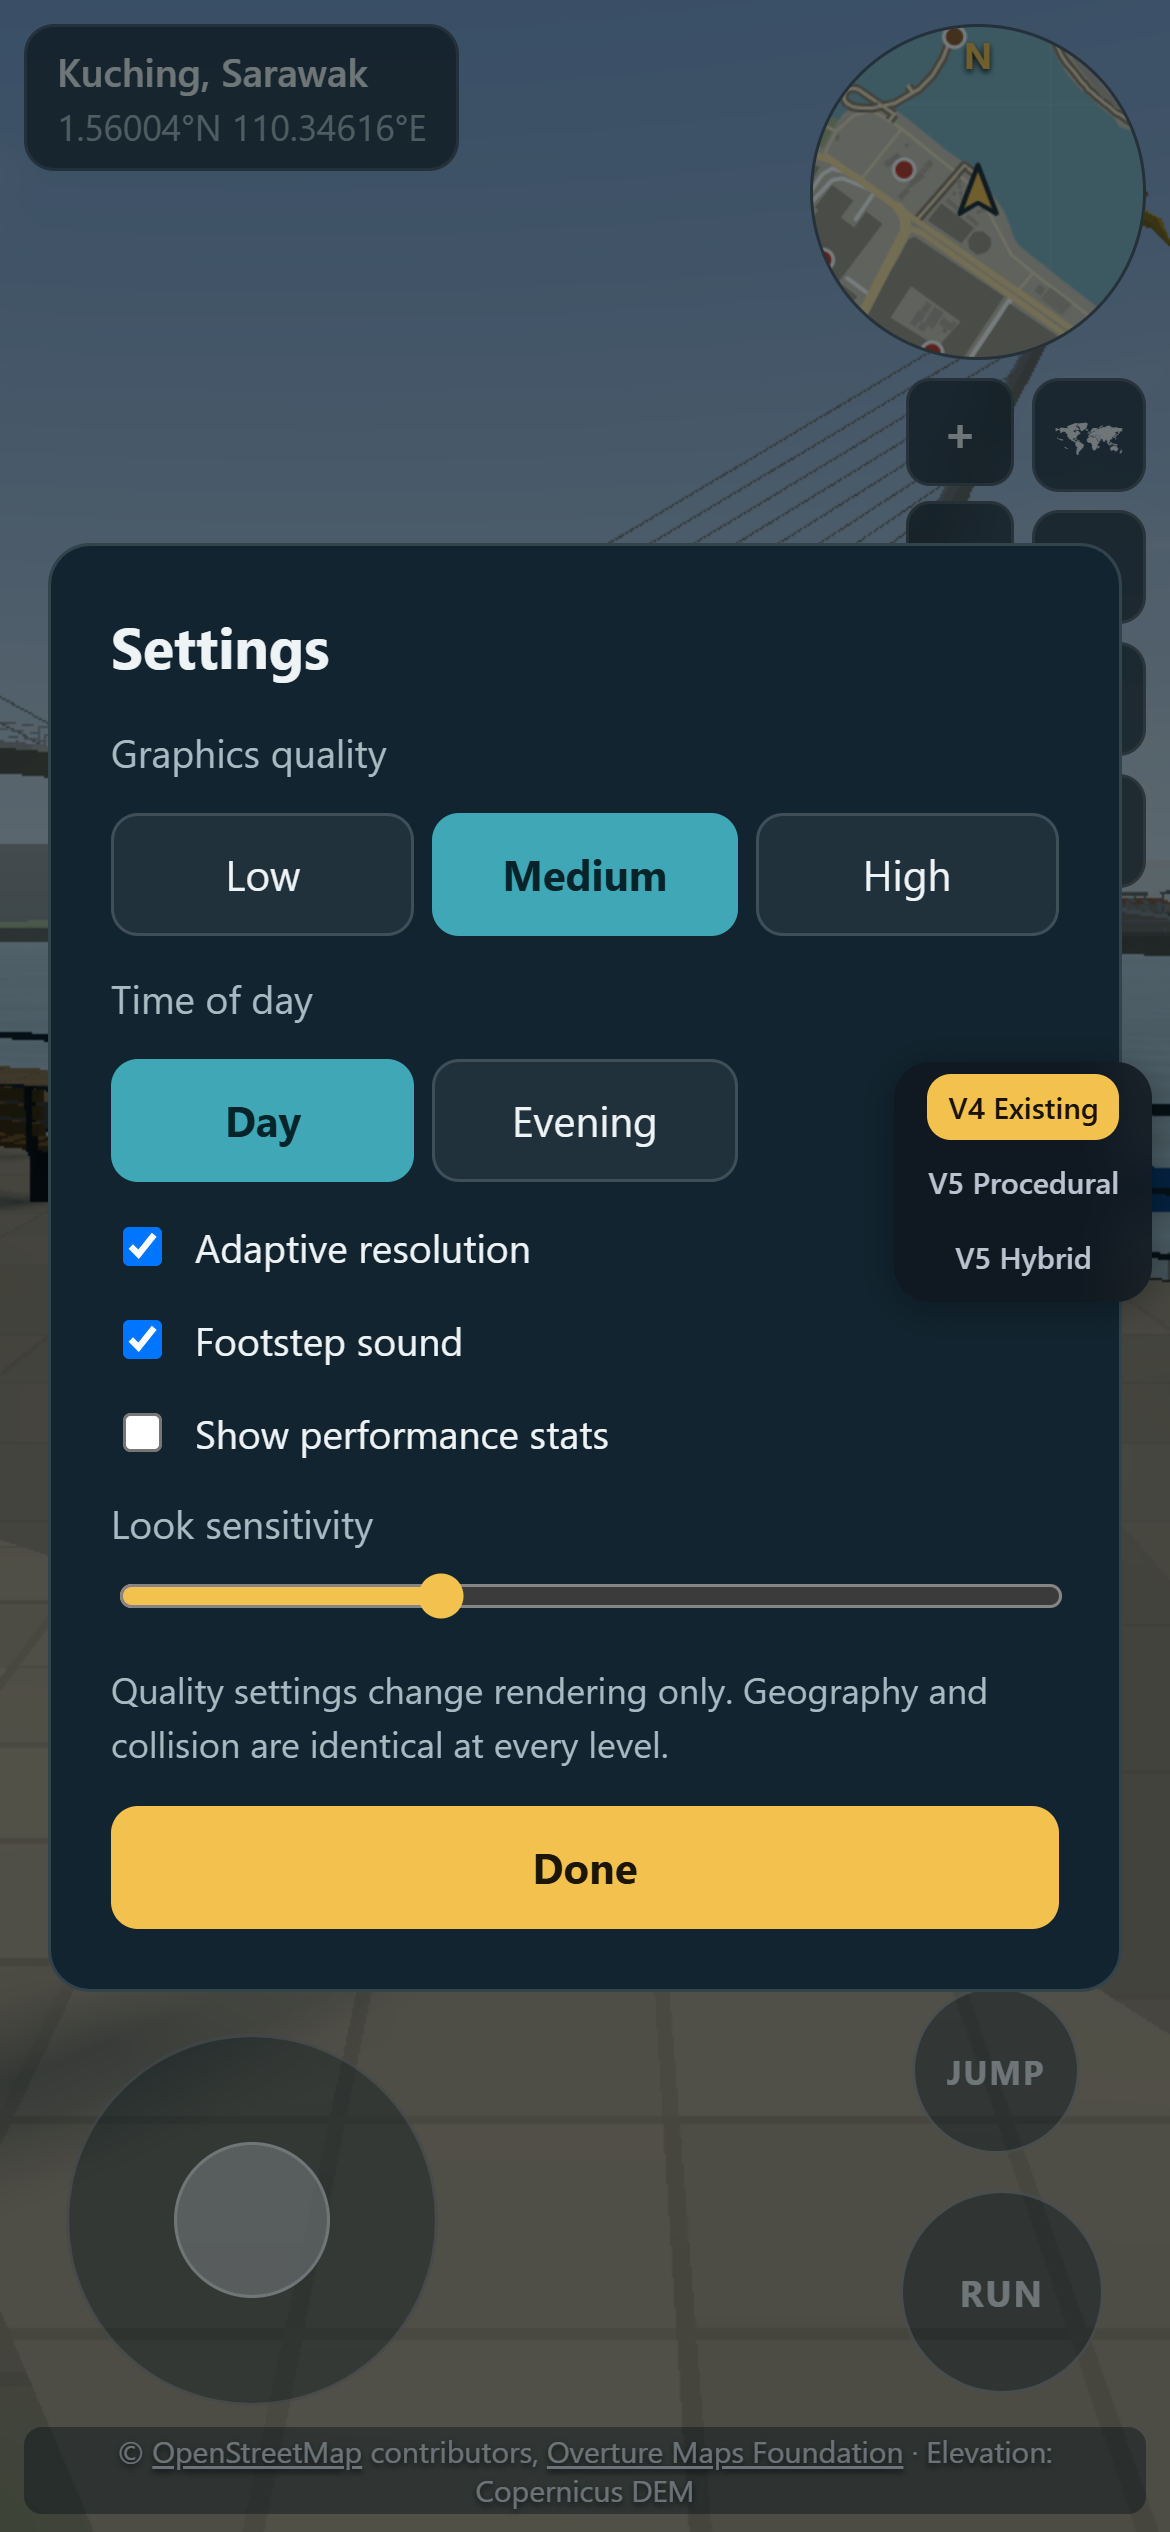 Kuching, Sarawak
1.56004°N 110.34616°E
N
+
Settings
Graphics quality
Low
Medium
High
Time of day
Day
Evening
V4 Existing
V5 Procedural
V5 Hybrid
Adaptive resolution
Footstep sound
Show performance stats
Look sensitivity
Quality settings change rendering only. Geography and
collision are identical at every level.
Done
JUMP
RUN
© OpenStreetMap contributors, Overture Maps Foundation · Elevation:
Copernicus DEM